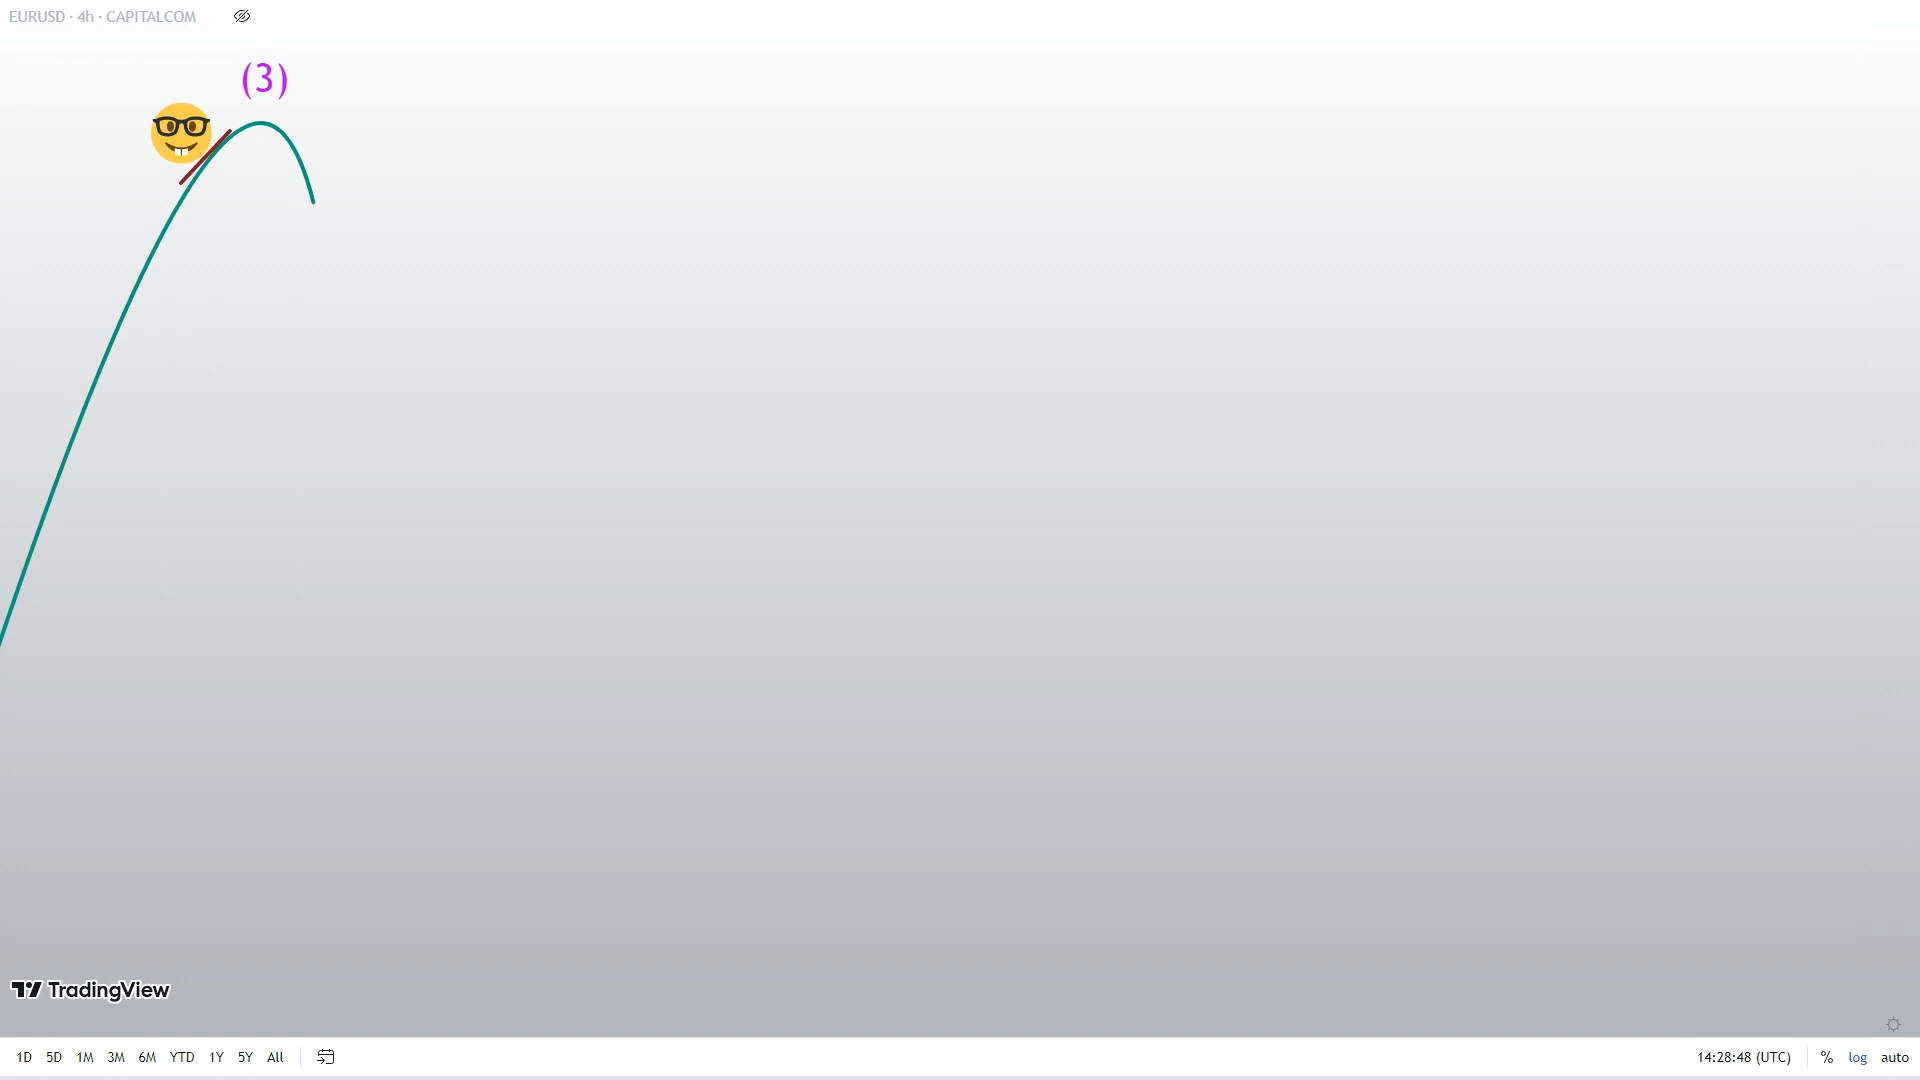 EURUSD · 4h · CAPITALCOM
(3)
TradingView
1D 5D 1M 3M 6M YTD 1Y 5Y All
14:28:48 (UTC) % log auto